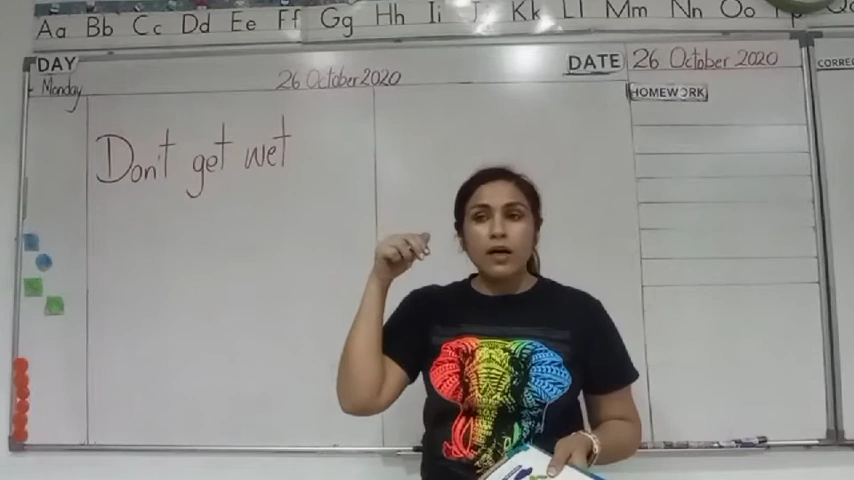 Aa Bb Cc Dd Ee Ff Gg Hh Ii Jj Kk Ll Mm Nn Oo Pp
DAY 26 October 2020 DATE 26 October 2020
Monday HOMEWORK
Don't get wet